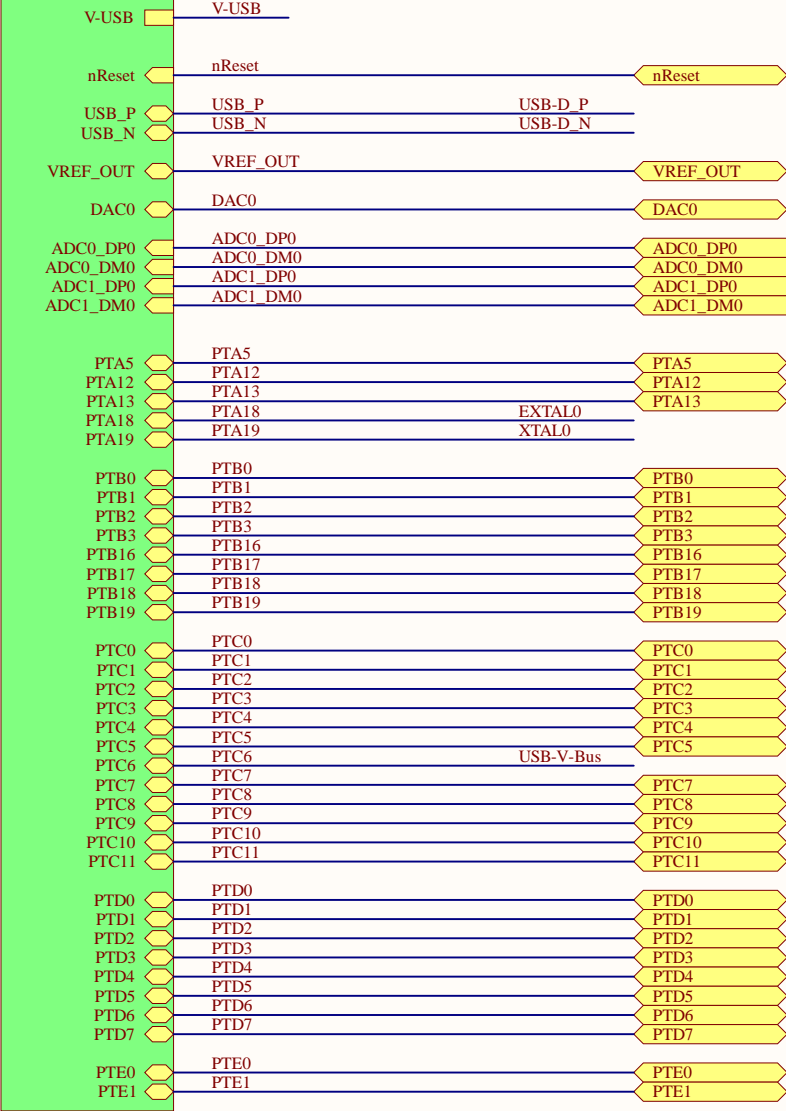 V-USB V-USB
nReset nReset nReset
USB_P USB_P USB-D_P
USB_N USB_N USB-D_N
VREF_OUT VREF_OUT VREF_OUT
DAC0 DAC0 DAC0
ADC0_DP0 ADC0_DP0 ADC0_DP0
ADC0_DM0 ADC0_DM0 ADC0_DM0
ADC1_DP0 ADC1_DP0 ADC1_DP0
ADC1_DM0 ADC1_DM0 ADC1_DM0
PTA5 PTA5 PTA5
PTA12 PTA12 PTA12
PTA13 PTA13 PTA13
PTA18 PTA18 EXTAL0
PTA19 PTA19 XTAL0
PTB0 PTB0 PTB0
PTB1 PTB1 PTB1
PTB2 PTB2 PTB2
PTB3 PTB3 PTB3
PTB16 PTB16 PTB16
PTB17 PTB17 PTB17
PTB18 PTB18 PTB18
PTB19 PTB19 PTB19
PTC0 PTC0 PTC0
PTC1 PTC1 PTC1
PTC2 PTC2 PTC2
PTC3 PTC3 PTC3
PTC4 PTC4 PTC4
PTC5 PTC5 PTC5
PTC6 PTC6 USB-V-Bus
PTC7 PTC7 PTC7
PTC8 PTC8 PTC8
PTC9 PTC9 PTC9
PTC10 PTC10 PTC10
PTC11 PTC11 PTC11
PTD0 PTD0 PTD0
PTD1 PTD1 PTD1
PTD2 PTD2 PTD2
PTD3 PTD3 PTD3
PTD4 PTD4 PTD4
PTD5 PTD5 PTD5
PTD6 PTD6 PTD6
PTD7 PTD7 PTD7
PTE0 PTE0 PTE0
PTE1 PTE1 PTE1